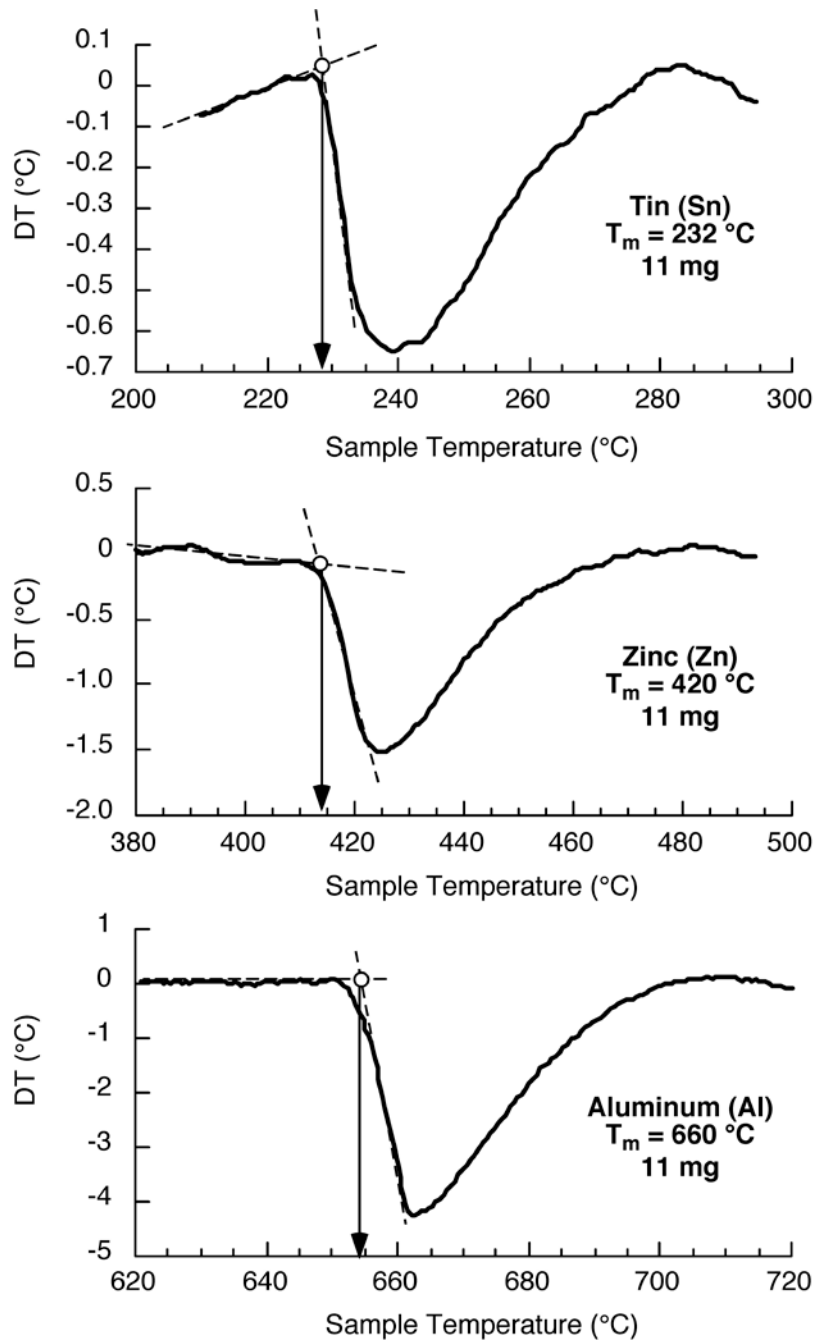 0.1
0
-0.1
-0.2
-0.3
-0.4
-0.5
-0.6
-0.7
DT (°C)
Tin (Sn)
Tm = 232 °C
11 mg
200 220 240 260 280 300
Sample Temperature (°C)
0.5
0
-0.5
-1.0
-1.5
-2.0
DT (°C)
Zinc (Zn)
Tm = 420 °C
11 mg
380 400 420 440 460 480 500
Sample Temperature (°C)
1
0
-1
-2
-3
-4
-5
DT (°C)
Aluminum (Al)
Tm = 660 °C
11 mg
620 640 660 680 700 720
Sample Temperature (°C)